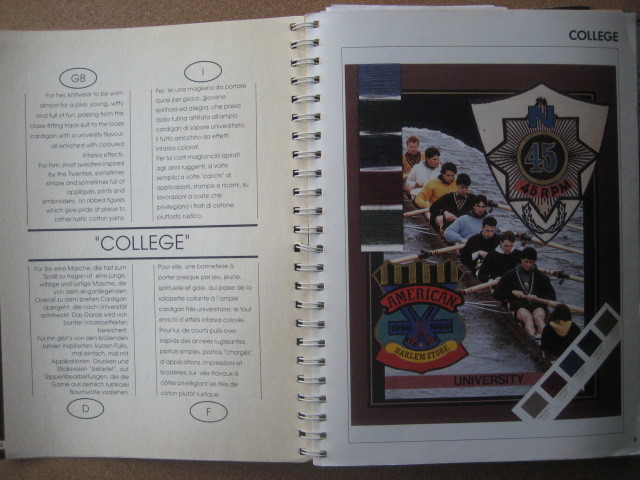 GB
For her, knitwear to be worn
almost for a joke: young, witty
and full of fun, passing from the
close-fitting track-suit to the loose
cardigan with a university flavour,
all enriched with coloured
intarsia effects.
For him, short sweaters inspired
by the Twenties, sometimes
simple and sometimes full of
appliqués, prints and
embroidery, on ribbed figures
which give pride of place to
rather rustic cotton yarns.
I
Per lei una maglieria da portare
quasi per gioco, giovane
spiritosa ed allegra, che passa
dalla tutina attillata all'ampio
cardigan di sapore universitario,
il tutto arricchito da effetti
intarsia colorati.
Per lui corti maglioncini ispirati
agli anni ruggenti, a volte
semplici a volte "carichi" di
applicazioni, stampe e ricami, su
lavorazioni a coste che
privilegiano i filati di cotone
piuttosto rustico.
"COLLEGE"
Für Sie eine Masche, die fast zum
Spaß zu tragen ist: eine junge,
witzige und lustige Masche, die
von dem enganliegenden
Overall zu dem breiten Cardigan
übergeht, der nach Universität
schmeckt. Das Ganze wird von
bunten Intarsieneffekten
bereichert.
Für Ihn gibt's von den brüllenden
Jahren inspirierten, kurzen Pullis,
mal einfach, mal mit
Applikationen, Drucken und
Stickereien "belastet", auf
Rippenbearbeitungen, die die
Garne aus ziemlich rustikaler
Baumwolle vorziehen.
D
Pour elle, une bonneterie à
porter presque par jeu, jeune,
spirituelle et gaie, qui passe de la
salopette collante à l'ample
cardigan très universitaire; le tout
enrichi d'effets intarsia colorés.
Pour lui, de courts pulls over
inspirés des années rugissantes,
parfois simples, parfois "chargés"
d'applications, impressions et
broderies, sur des travaux à
côtes privilégiant les filés de
coton plutôt rustique.
F
COLLEGE
N
45
45 RPM
AMERICAN
HARLEM STORE
UNIVERSITY